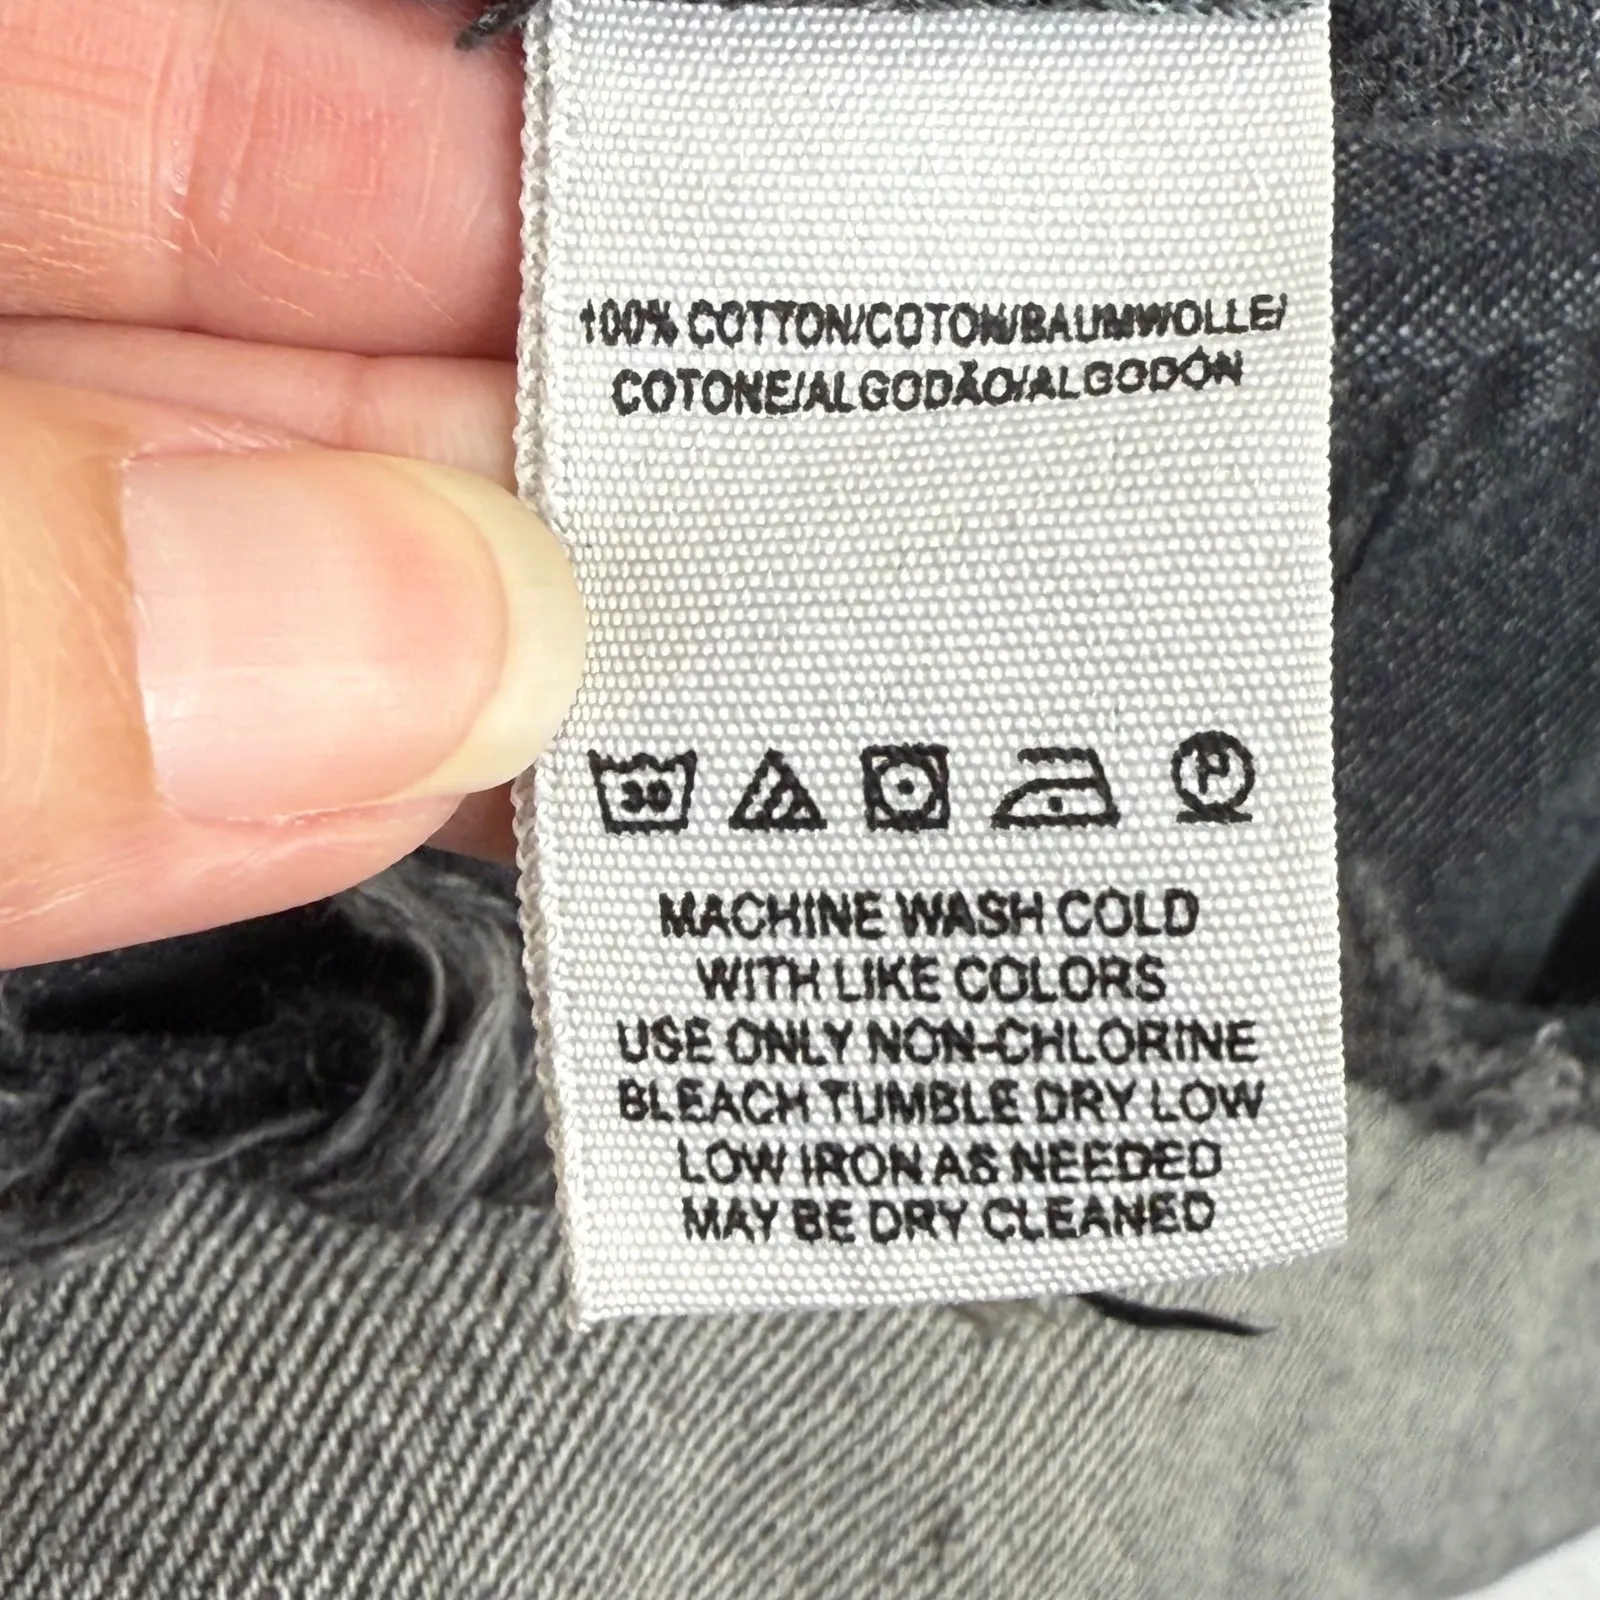 100% COTTON/COTON/BAUMWOLLE/
COTONE/ALGODÃO/ALGODÓN
30 P
MACHINE WASH COLD
WITH LIKE COLORS
USE ONLY NON-CHLORINE
BLEACH TUMBLE DRY LOW
LOW IRON AS NEEDED
MAY BE DRY CLEANED